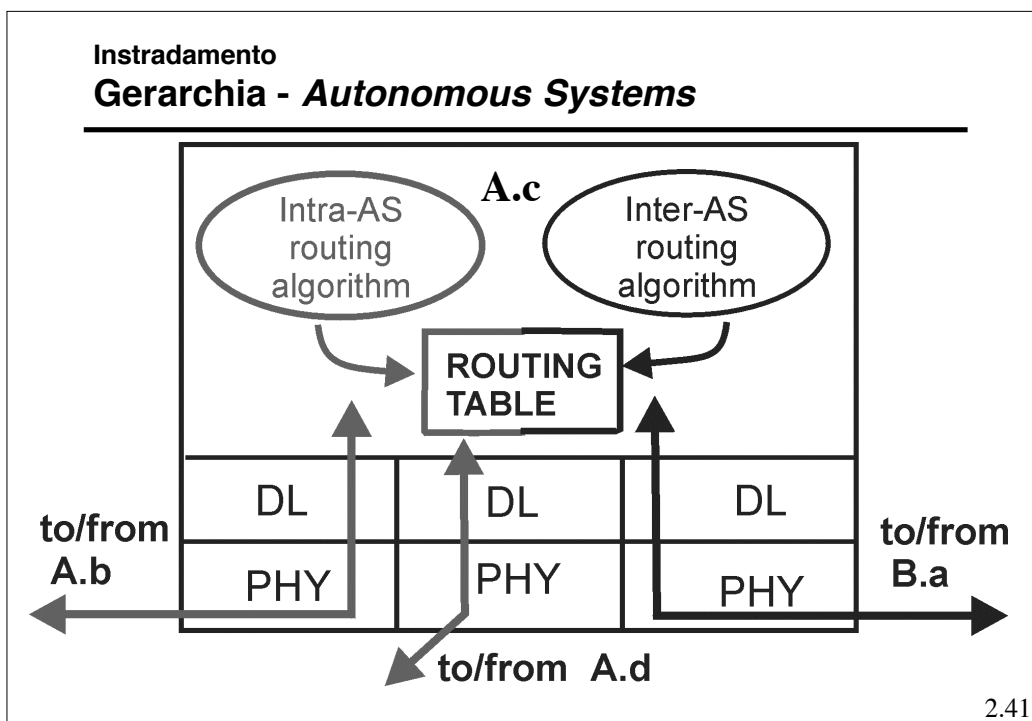 Instradamento
Gerarchia - Autonomous Systems
A.c
Intra-AS
routing
algorithm
Inter-AS
routing
algorithm
ROUTING
TABLE
DL
DL
DL
to/from
A.b
to/from
B.a
PHY
PHY
PHY
to/from A.d
2.41